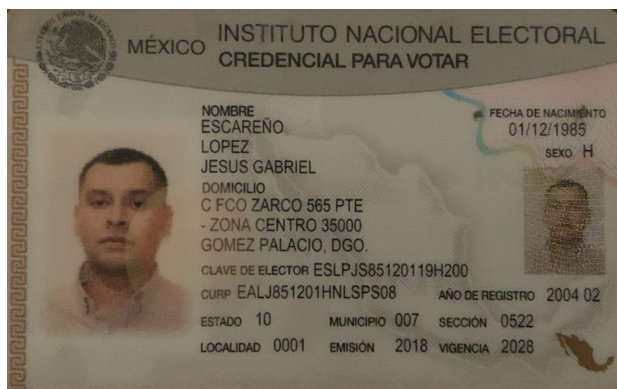 MÉXICO INSTITUTO NACIONAL ELECTORAL
CREDENCIAL PARA VOTAR
NOMBRE
ESCAREÑO
LOPEZ
JESUS GABRIEL
FECHA DE NACIMIENTO
01/12/1985
SEXO H
DOMICILIO
C FCO ZARCO 565 PTE
- ZONA CENTRO 35000
GOMEZ PALACIO, DGO.
CLAVE DE ELECTOR ESLPJS85120119H200
CURP EALJ851201HNLSPS08 AÑO DE REGISTRO 2004 02
ESTADO 10 MUNICIPIO 007 SECCIÓN 0522
LOCALIDAD 0001 EMISIÓN 2018 VIGENCIA 2028